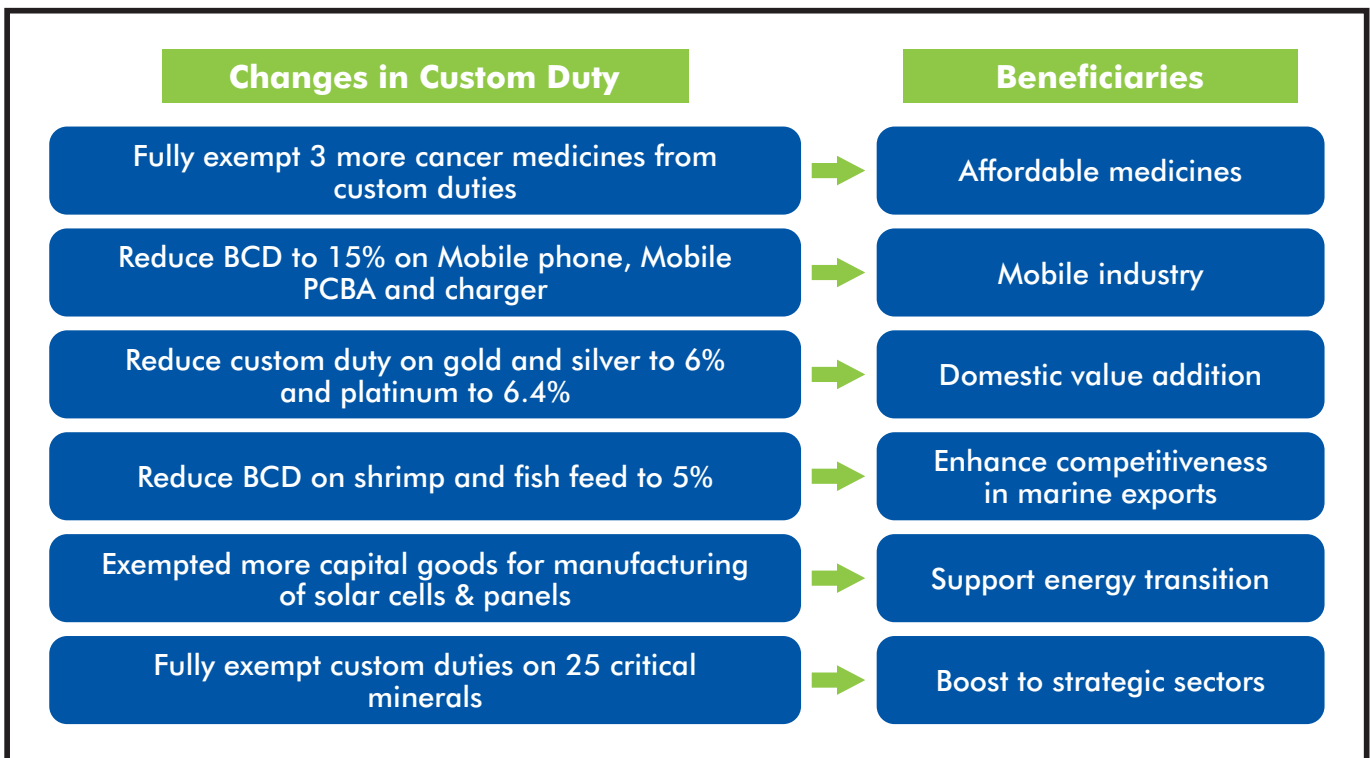 Changes in Custom Duty
Beneficiaries
Fully exempt 3 more cancer medicines from
custom duties
Affordable medicines
Reduce BCD to 15% on Mobile phone, Mobile
PCBA and charger
Mobile industry
Reduce custom duty on gold and silver to 6%
and platinum to 6.4%
Domestic value addition
Reduce BCD on shrimp and fish feed to 5%
Enhance competitiveness
in marine exports
Exempted more capital goods for manufacturing
of solar cells & panels
Support energy transition
Fully exempt custom duties on 25 critical
minerals
Boost to strategic sectors